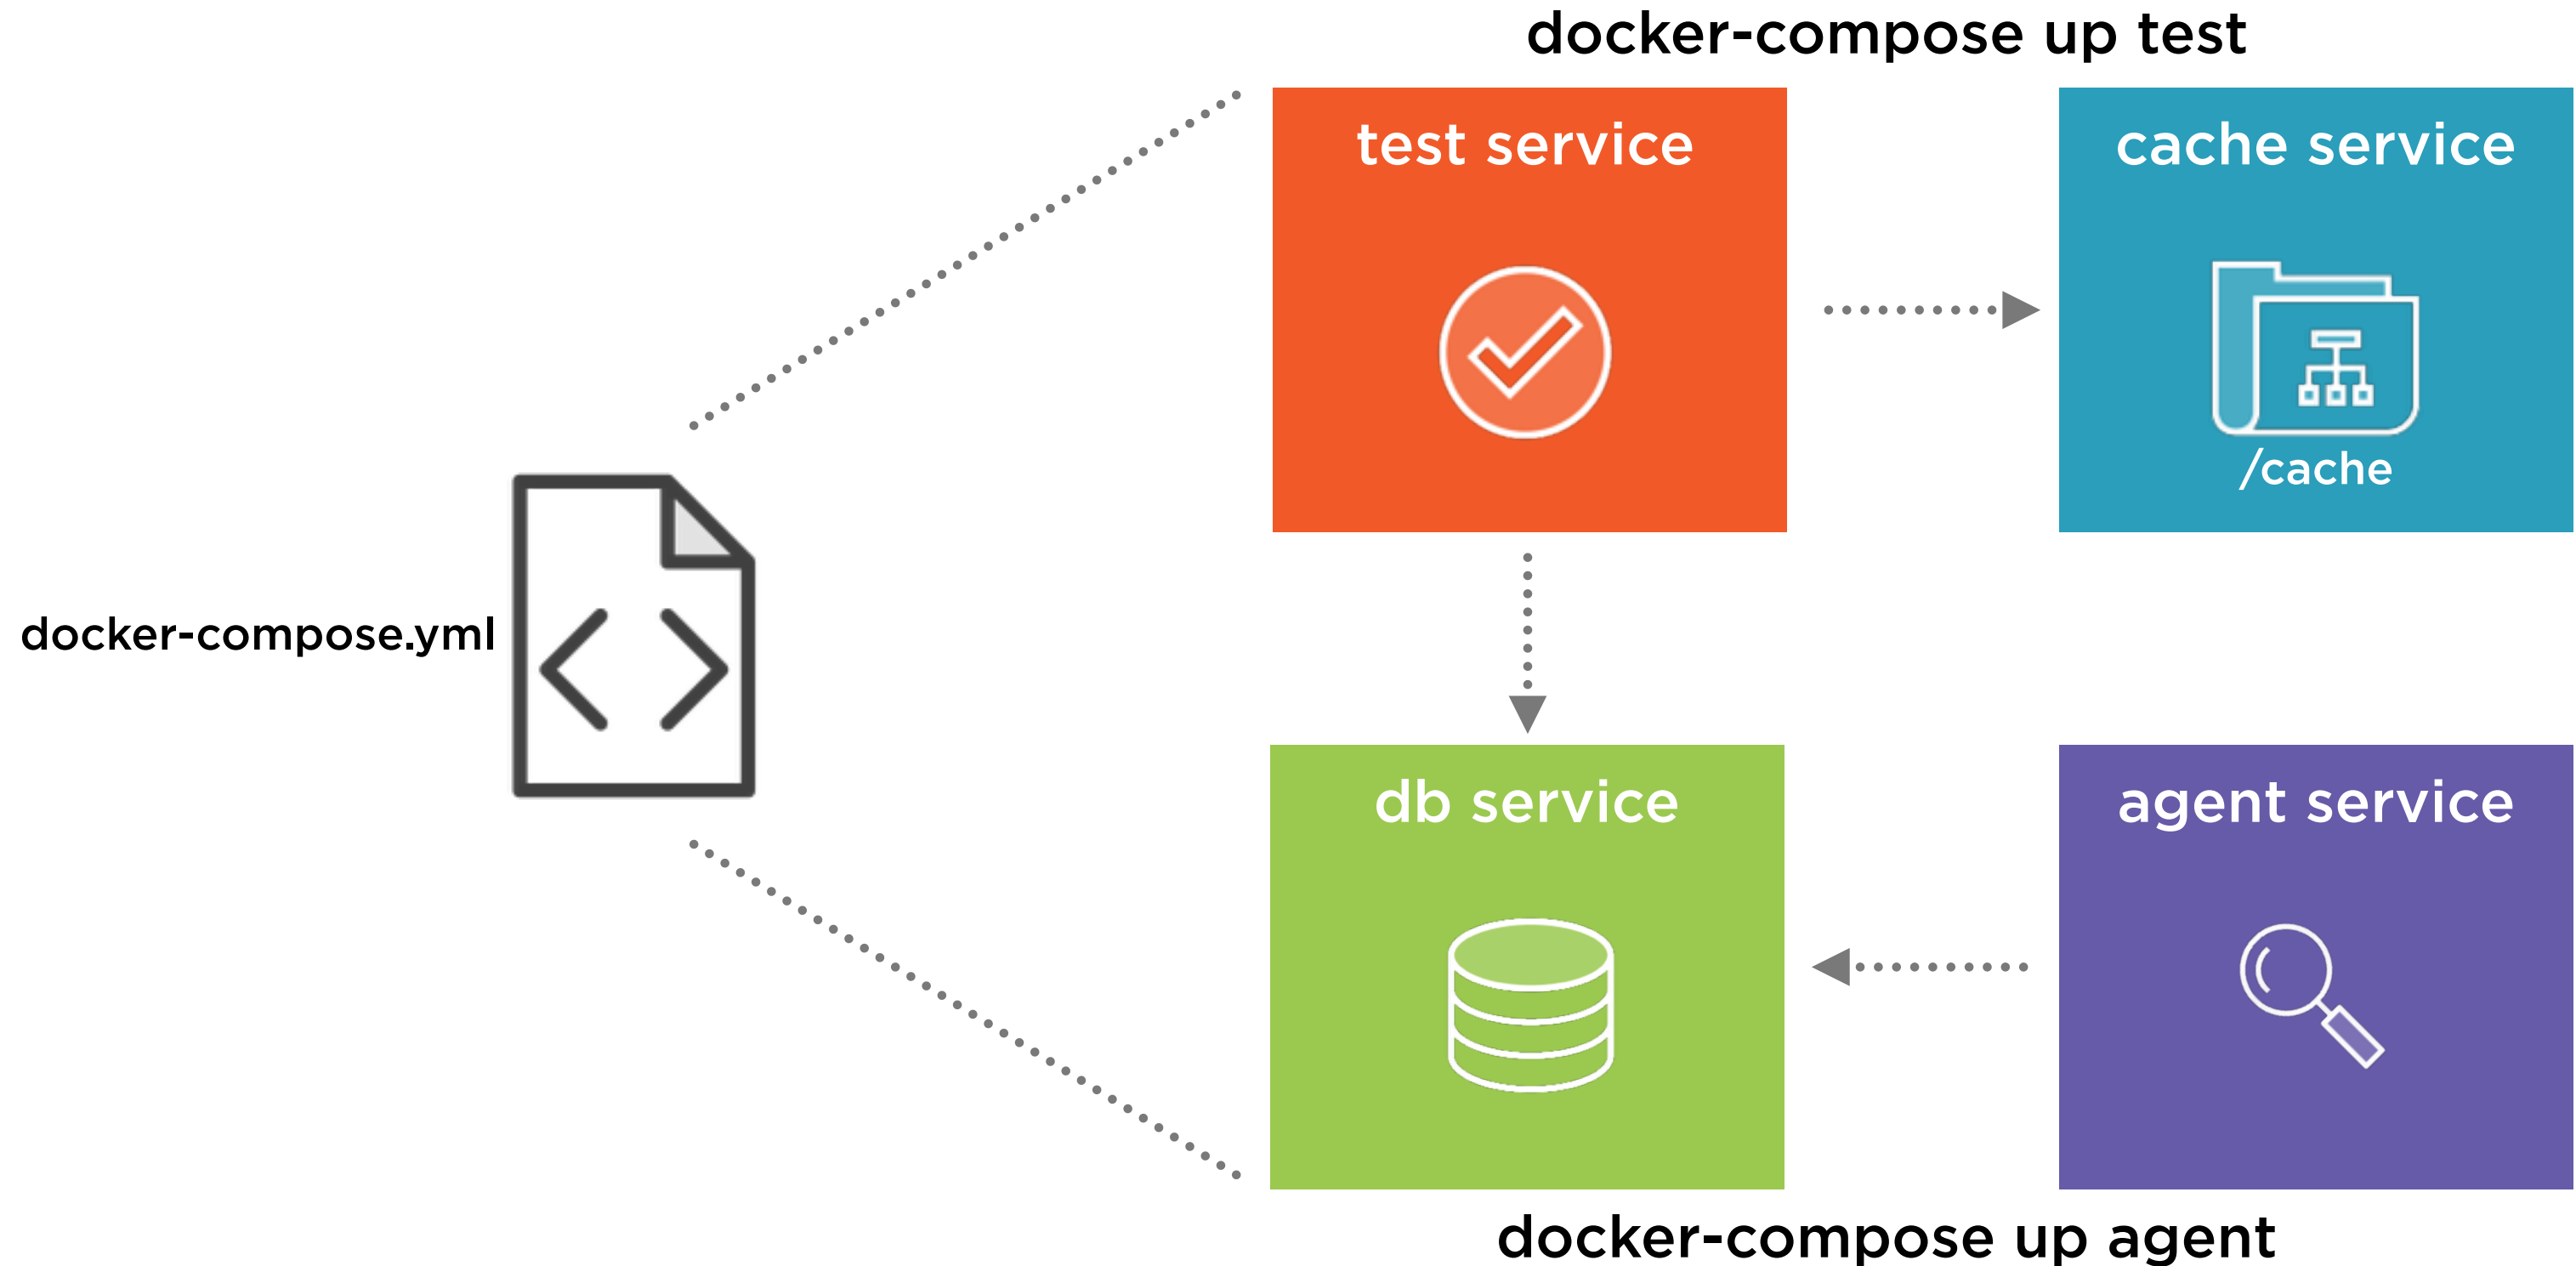 docker-compose up test
test service
cache service
/cache
docker-compose.yml
db service
agent service
docker-compose up agent